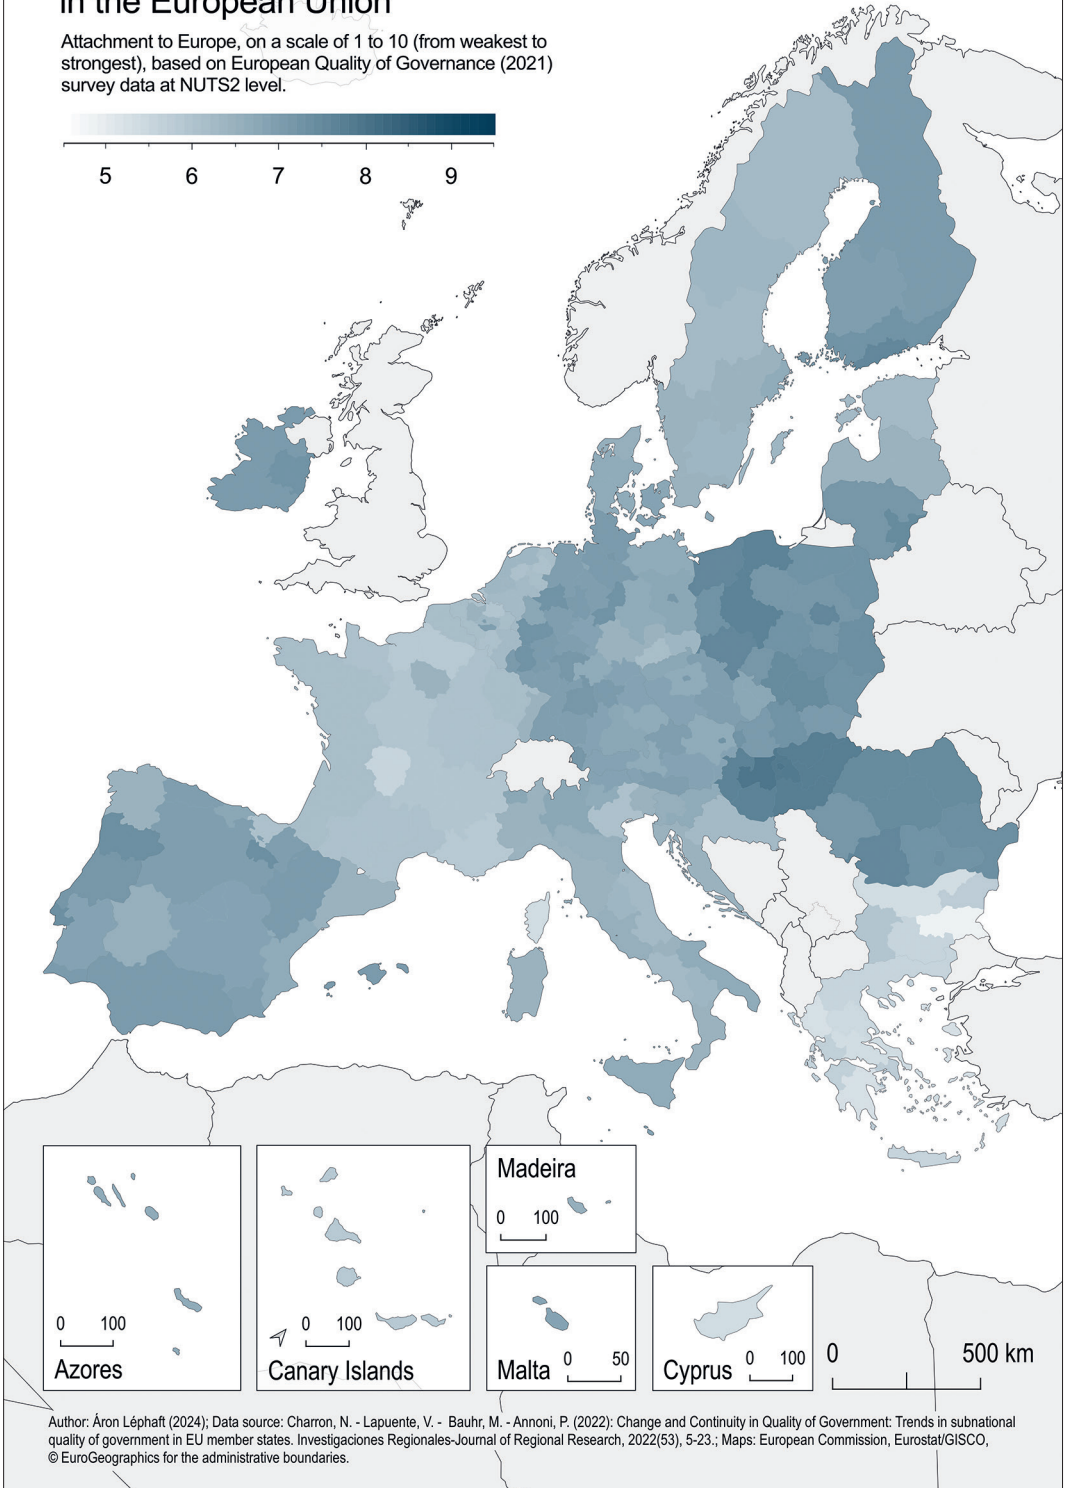 in the European Union
Attachment to Europe, on a scale of 1 to 10 (from weakest to
strongest), based on European Quality of Governance (2021)
survey data at NUTS2 level.
5 6 7 8 9
Madeira
0 100
0 100
Azores
0 100
Canary Islands
Malta 0 50
Cyprus 0 100
0 500 km
Author: Áron Léphaft (2024); Data source: Charron, N. - Lapuente, V. - Bauhr, M. - Annoni, P. (2022): Change and Continuity in Quality of Government: Trends in subnational
quality of government in EU member states. Investigaciones Regionales-Journal of Regional Research, 2022(53), 5-23.; Maps: European Commission, Eurostat/GISCO,
© EuroGeographics for the administrative boundaries.